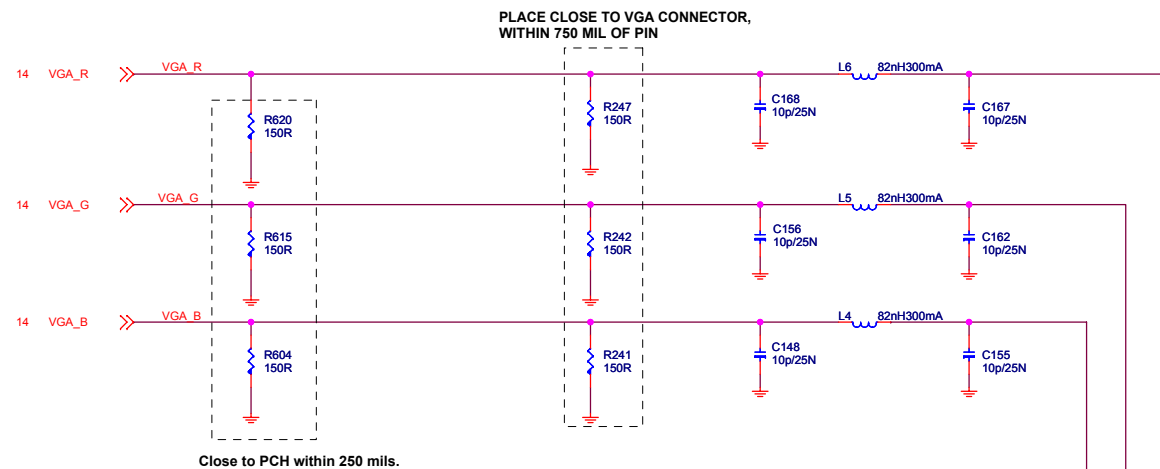 PLACE CLOSE TO VGA CONNECTOR,
WITHIN 750 MIL OF PIN
14 VGA_R VGA_R L6 82nH300mA
R620
150R
R247
150R
C168
10p/25N
C167
10p/25N
14 VGA_G VGA_G L5 82nH300mA
R615
150R
R242
150R
C156
10p/25N
C162
10p/25N
14 VGA_B VGA_B L4 82nH300mA
R604
150R
R241
150R
C148
10p/25N
C155
10p/25N
Close to PCH within 250 mils.